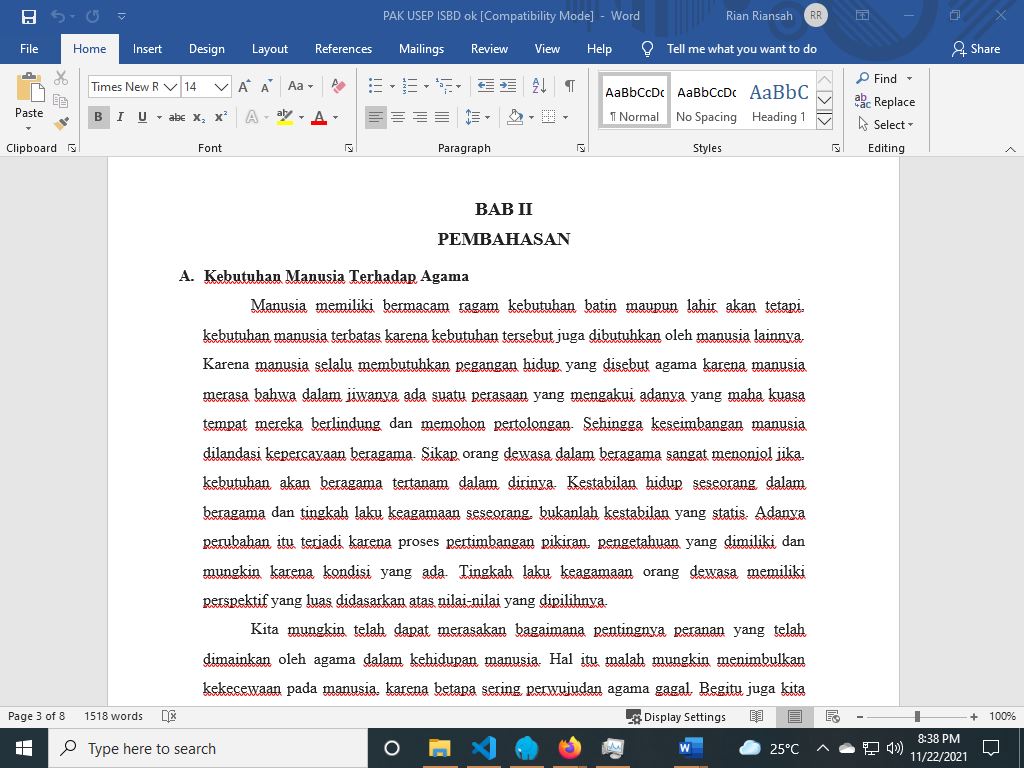 PAK USEP ISBD ok [Compatibility Mode] - Word
Rian Riansah
RR
File Home Insert Design Layout References Mailings Review View Help Tell me what you want to do Share
Paste
Clipboard
Times New R 14
Aa
B I U abc x₂ x² A A
Font
Paragraph
AaBbCcDc AaBbCcDc AaBbC
¶ Normal No Spacing Heading 1
Styles
Find
Replace
Select
Editing
BAB II
PEMBAHASAN
A. Kebutuhan Manusia Terhadap Agama
Manusia memiliki bermacam ragam kebutuhan batin maupun lahir akan tetapi,
kebutuhan manusia terbatas karena kebutuhan tersebut juga dibutuhkan oleh manusia lainnya.
Karena manusia selalu membutuhkan pegangan hidup yang disebut agama karena manusia
merasa bahwa dalam jiwanya ada suatu perasaan yang mengakui adanya yang maha kuasa
tempat mereka berlindung dan memohon pertolongan. Sehingga keseimbangan manusia
dilandasi kepercayaan beragama. Sikap orang dewasa dalam beragama sangat menonjol jika,
kebutuhan akan beragama tertanam dalam dirinya. Kestabilan hidup seseorang dalam
beragama dan tingkah laku keagamaan seseorang, bukanlah kestabilan yang statis. Adanya
perubahan itu terjadi karena proses pertimbangan pikiran, pengetahuan yang dimiliki dan
mungkin karena kondisi yang ada. Tingkah laku keagamaan orang dewasa memiliki
perspektif yang luas didasarkan atas nilai-nilai yang dipilihnya.
Kita mungkin telah dapat merasakan bagaimana pentingnya peranan yang telah
dimainkan oleh agama dalam kehidupan manusia. Hal itu malah mungkin menimbulkan
kekecewaan pada manusia, karena betapa sering perwujudan agama gagal. Begitu juga kita
Page 3 of 8 1518 words Display Settings 100%
Type here to search
25°C
8:38 PM
11/22/2021